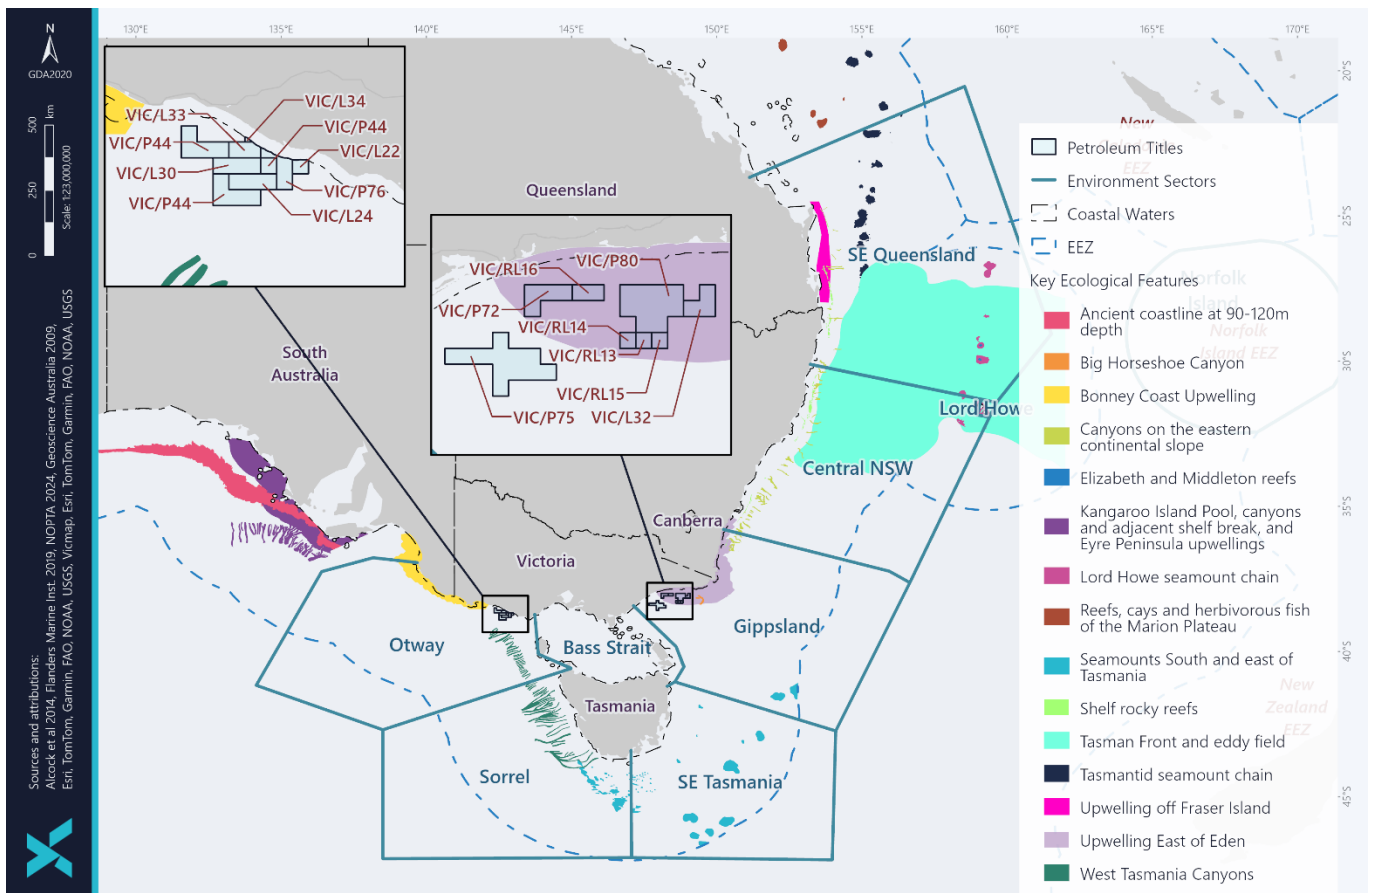 N
GDA2020
km
500
250
0
Scale: 1:23,000,000
Sources and attributions:
Alcock et al 2014, Flanders Marine Inst. 2019, NOPTA 2024, Geoscience Australia 2009,
Esri, TomTom, Garmin, FAO, NOAA, USGS, Vicmap, Esri, TomTom, Garmin, FAO, NOAA, USGS
130°E
135°E
140°E
145°E
150°E
155°E
160°E
165°E
170°E
20°S
25°S
30°S
35°S
40°S
45°S
VIC/L33
VIC/L34
VIC/P44
VIC/P44
VIC/L22
VIC/L30
VIC/P76
VIC/P44
VIC/L24
VIC/RL16
VIC/P80
VIC/P72
VIC/RL14
VIC/RL13
VIC/RL15
VIC/P75
VIC/L32
Queensland
South
Australia
Canberra
Victoria
Tasmania
SE Queensland
Lord Howe
Central NSW
Gippsland
Otway
Bass Strait
Sorrel
SE Tasmania
New
EEZ
Norfolk
Island
Norfolk
Island EEZ
New
Zealand
EEZ
Petroleum Titles
Environment Sectors
Coastal Waters
EEZ
Key Ecological Features
Ancient coastline at 90-120m
depth
Big Horseshoe Canyon
Bonney Coast Upwelling
Canyons on the eastern
continental slope
Elizabeth and Middleton reefs
Kangaroo Island Pool, canyons
and adjacent shelf break, and
Eyre Peninsula upwellings
Lord Howe seamount chain
Reefs, cays and herbivorous fish
of the Marion Plateau
Seamounts South and east of
Tasmania
Shelf rocky reefs
Tasman Front and eddy field
Tasmantid seamount chain
Upwelling off Fraser Island
Upwelling East of Eden
West Tasmania Canyons